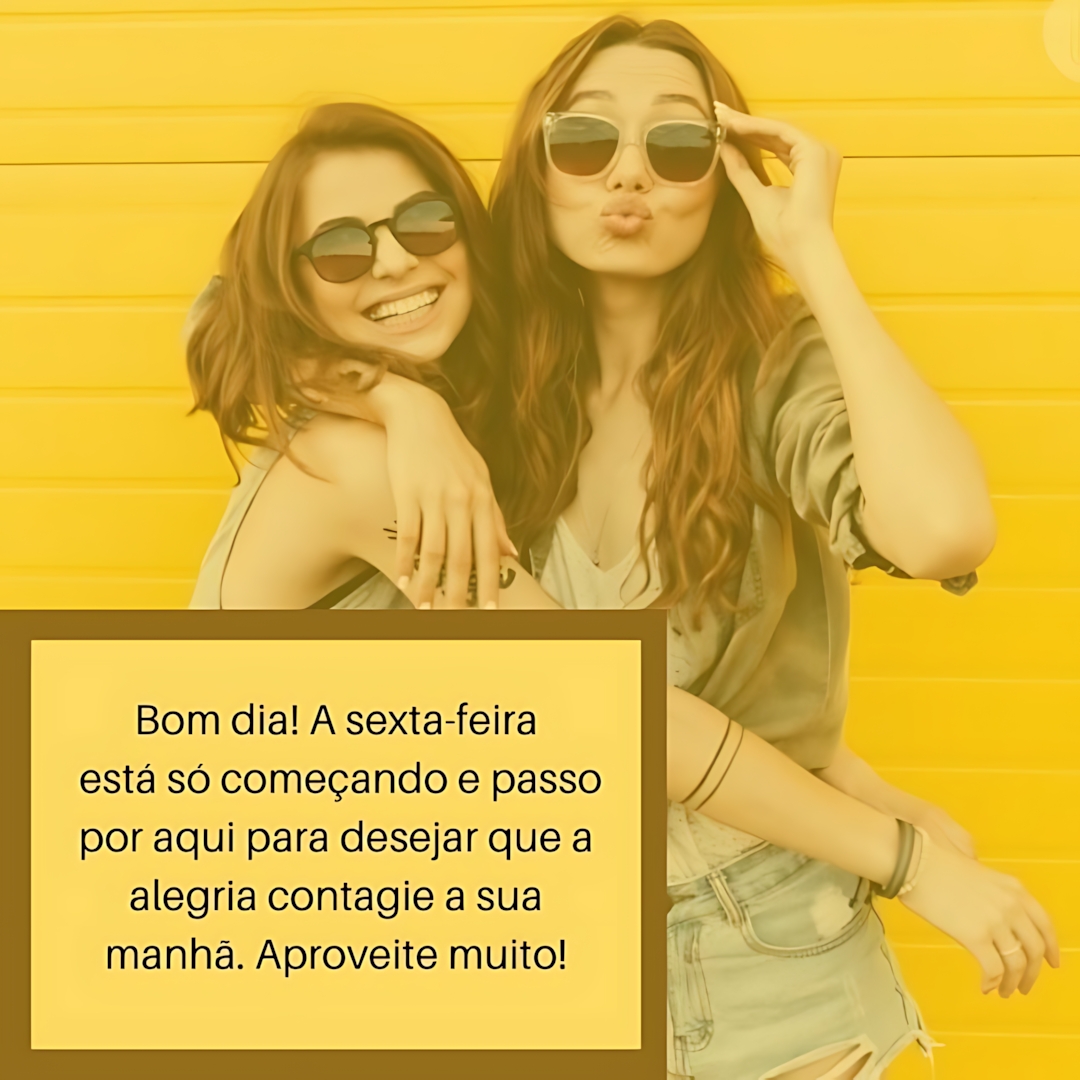 Bom dia! A sexta-feira
está só começando e passo
por aqui para desejar que a
alegria contagie a sua
manhã. Aproveite muito!